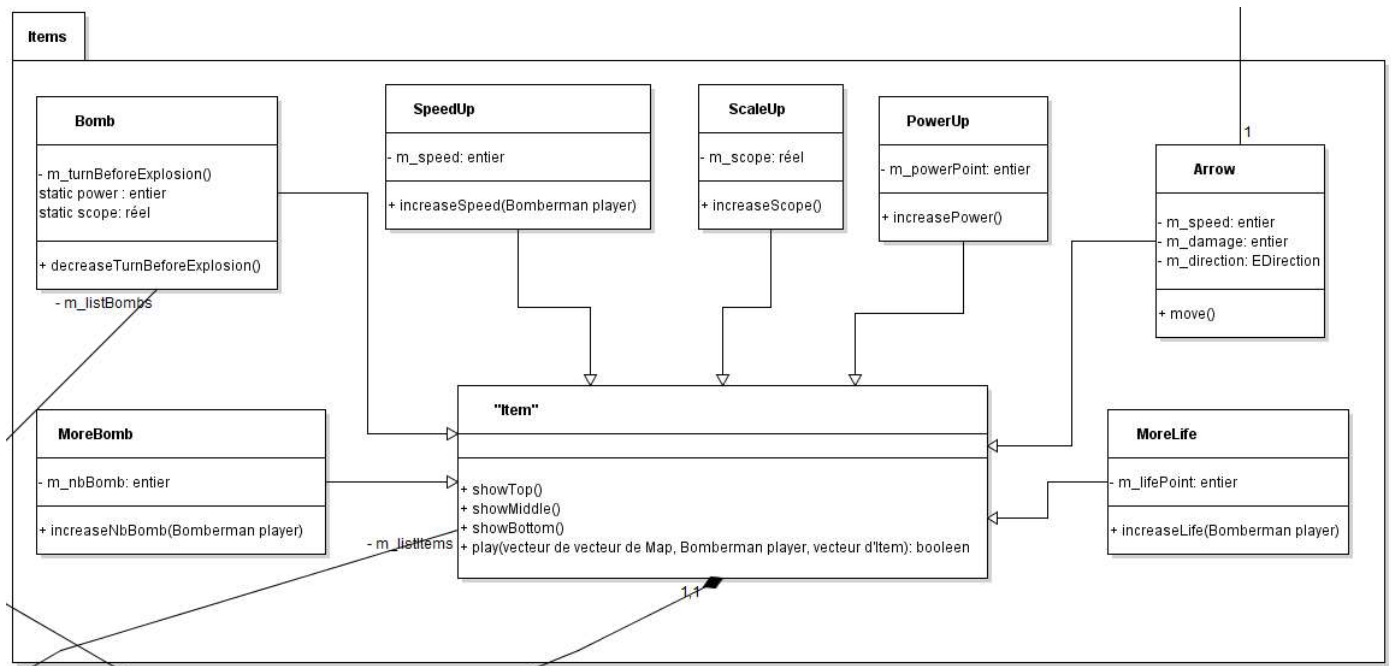 Items
Bomb
- m_turnBeforeExplosion()
static power : entier
static scope: réel
+ decreaseTurnBeforeExplosion()
- m_listBombs
SpeedUp
- m_speed: entier
+ increaseSpeed(Bomberman player)
ScaleUp
- m_scope: réel
+ increaseScope()
PowerUp
- m_powerPoint: entier
+ increasePower()
1
Arrow
- m_speed: entier
- m_damage: entier
- m_direction: EDirection
+ move()
MoreBomb
- m_nbBomb: entier
+ increaseNbBomb(Bomberman player)
"Item"
+ showTop()
+ showMiddle()
+ showBottom()
+ play(vecteur de vecteur de Map, Bomberman player, vecteur d'Item): booleen
- m_listItems
1,1
MoreLife
- m_lifePoint: entier
+ increaseLife(Bomberman player)